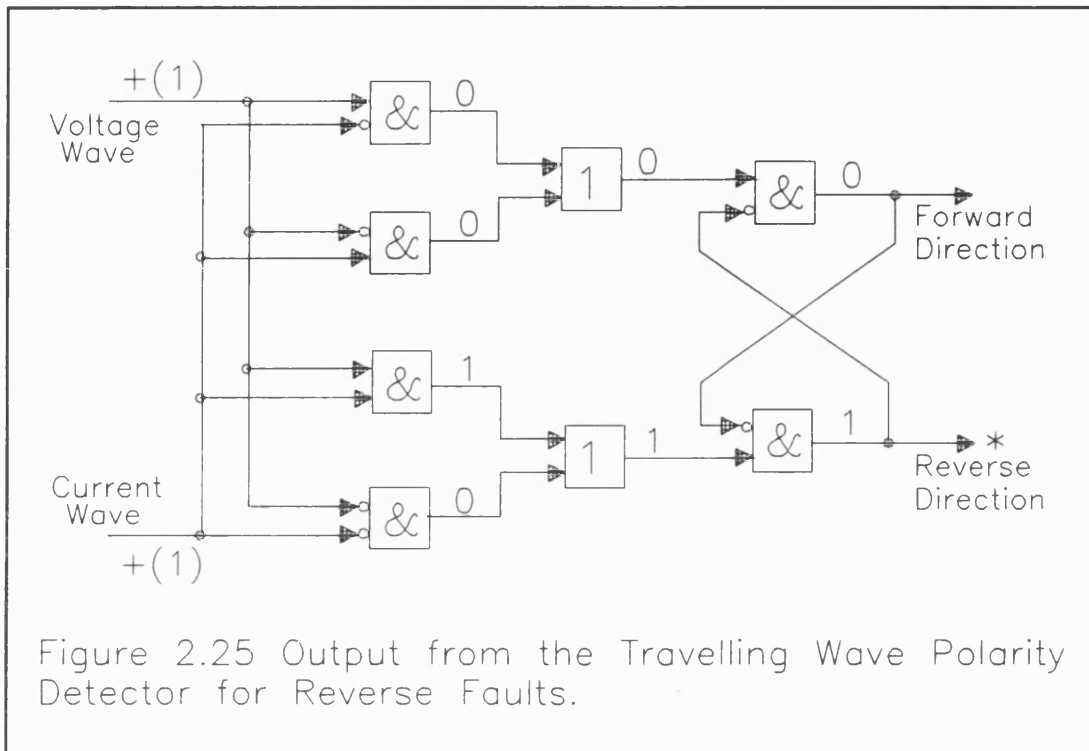 +(1)
Voltage
Wave
&
0
&
0
1
0
&
0
Forward
Direction
&
1
&
0
1
1
&
1
*
Reverse
Direction
Current
Wave
+(1)
Figure 2.25 Output from the Travelling Wave Polarity
Detector for Reverse Faults.